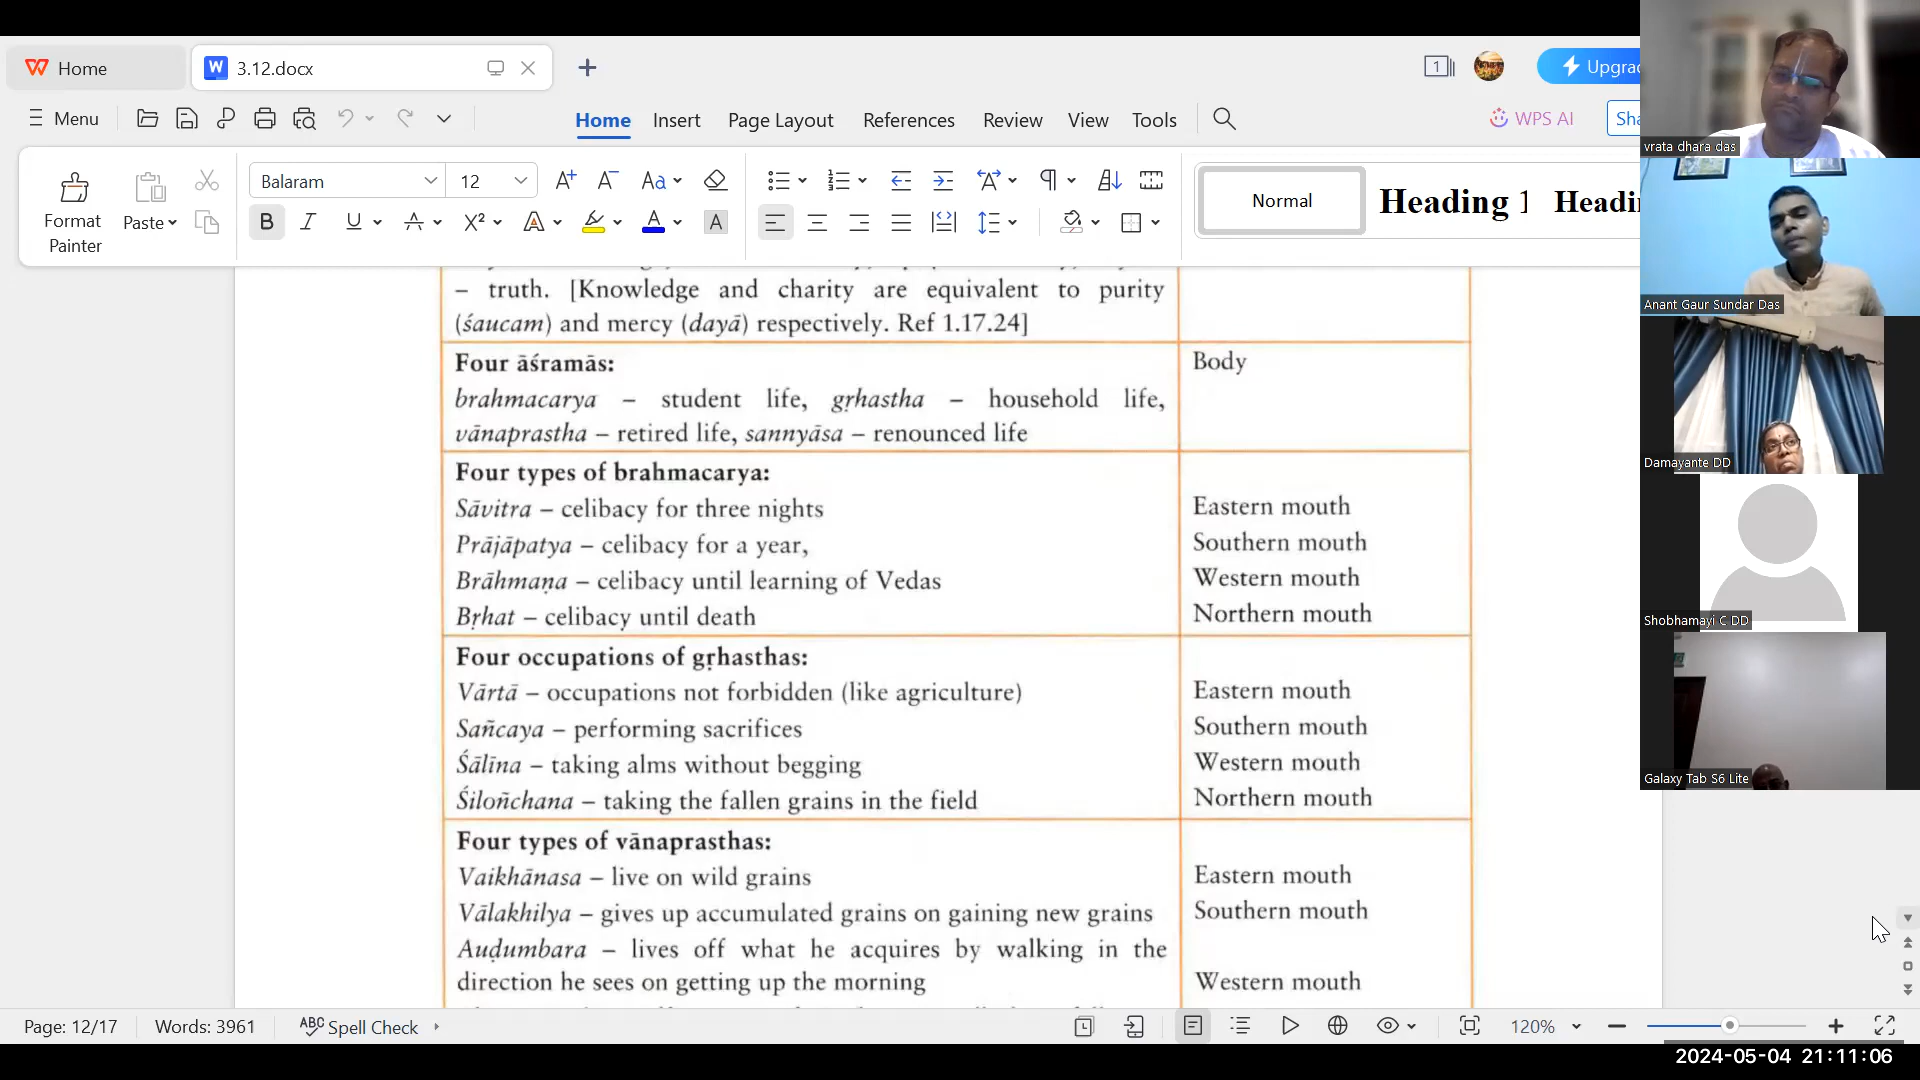 Home
3.12.docx
1
Upgrad
Menu
Home Insert Page Layout References Review View Tools
WPS AI
Sha
Format
Painter
Paste
Balaram
12
Normal
Heading 1
Headi
– truth. [Knowledge and charity are equivalent to purity
(śaucam) and mercy (dayā) respectively. Ref 1.17.24]
Four āśramās:
Body
brahmacarya – student life, gṛhastha – household life,
vānaprastha – retired life, sannyāsa – renounced life
Four types of brahmacarya:
Sāvitra – celibacy for three nights
Eastern mouth
Prājāpatya – celibacy for a year,
Southern mouth
Brāhmaṇa – celibacy until learning of Vedas
Western mouth
Bṛhat – celibacy until death
Northern mouth
Four occupations of gṛhasthas:
Vārtā – occupations not forbidden (like agriculture)
Eastern mouth
Sañcaya – performing sacrifices
Southern mouth
Śālīna – taking alms without begging
Western mouth
Śiloñchana – taking the fallen grains in the field
Northern mouth
Four types of vānaprasthas:
Vaikhānasa – live on wild grains
Eastern mouth
Vālakhilya – gives up accumulated grains on gaining new grains
Southern mouth
Auḍumbara – lives off what he acquires by walking in the
direction he sees on getting up the morning
Western mouth
vrata dhara das
Anant Gaur Sundar Das
Damayante DD
Shobhamayi C DD
Galaxy Tab S6 Lite
Page: 12/17
Words: 3961
Spell Check
120%
2024-05-04 21:11:06